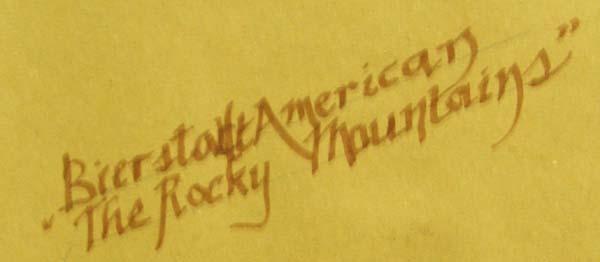 Bierstadt American
"The Rocky Mountains"